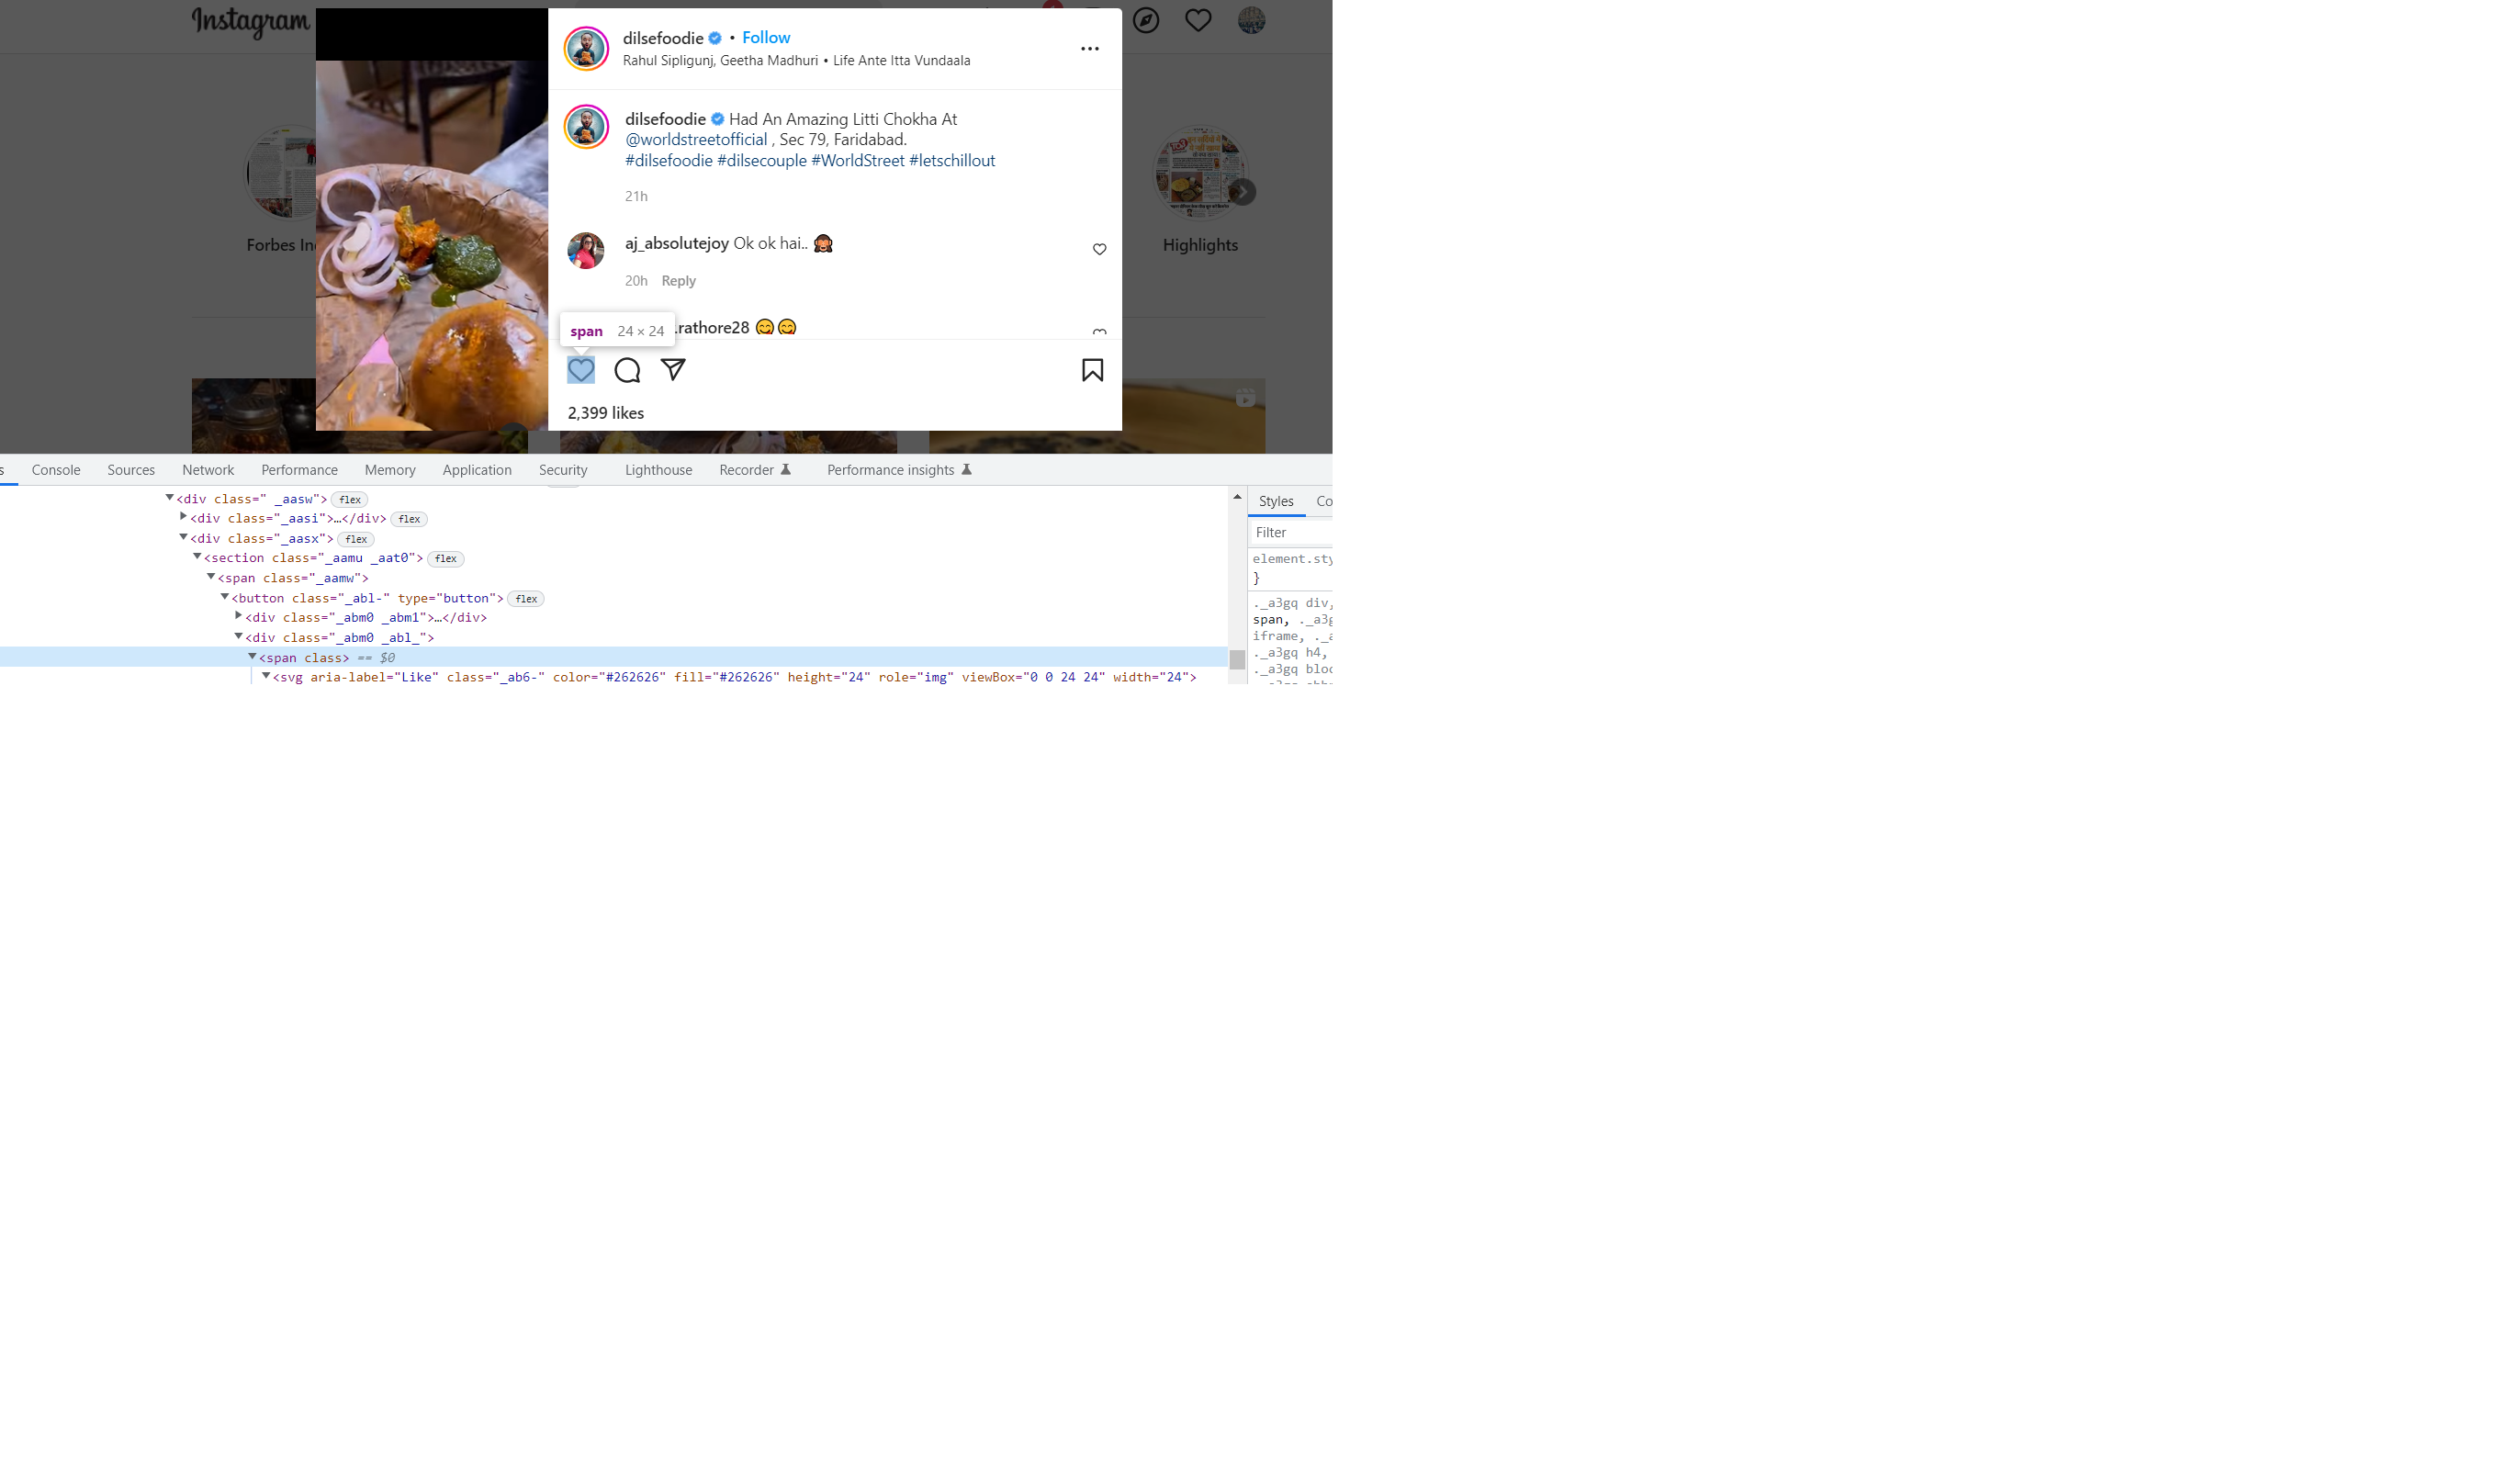 Instagram
dilsefoodie • Follow
Rahul Sipligunj, Geetha Madhuri • Life Ante Itta Vundaala
dilsefoodie Had An Amazing Litti Chokha At
@worldstreetofficial , Sec 79, Faridabad.
#dilsefoodie #dilsecouple #WorldStreet #letschillout
21h
aj_absolutejoy Ok ok hai.. 🙈
20h Reply
.rathore28 😋😋
span 24 × 24
2,399 likes
Forbes In
Highlights
s Console Sources Network Performance Memory Application Security Lighthouse Recorder Performance insights
<div class=" _aasw"> flex
<div class="_aasi">…</div> flex
<div class="_aasx"> flex
<section class="_aamu _aat0"> flex
<span class="_aamw">
<button class="_abl-" type="button"> flex
<div class="_abm0 _abm1">…</div>
<div class="_abm0 _abl_">
<span class> == $0
<svg aria-label="Like" class="_ab6-" color="#262626" fill="#262626" height="24" role="img" viewBox="0 0 24 24" width="24">
Styles Co
Filter
element.sty
}
._a3gq div,
span, ._a3g
iframe, ._a
._a3gq h4,
._a3gq bloc